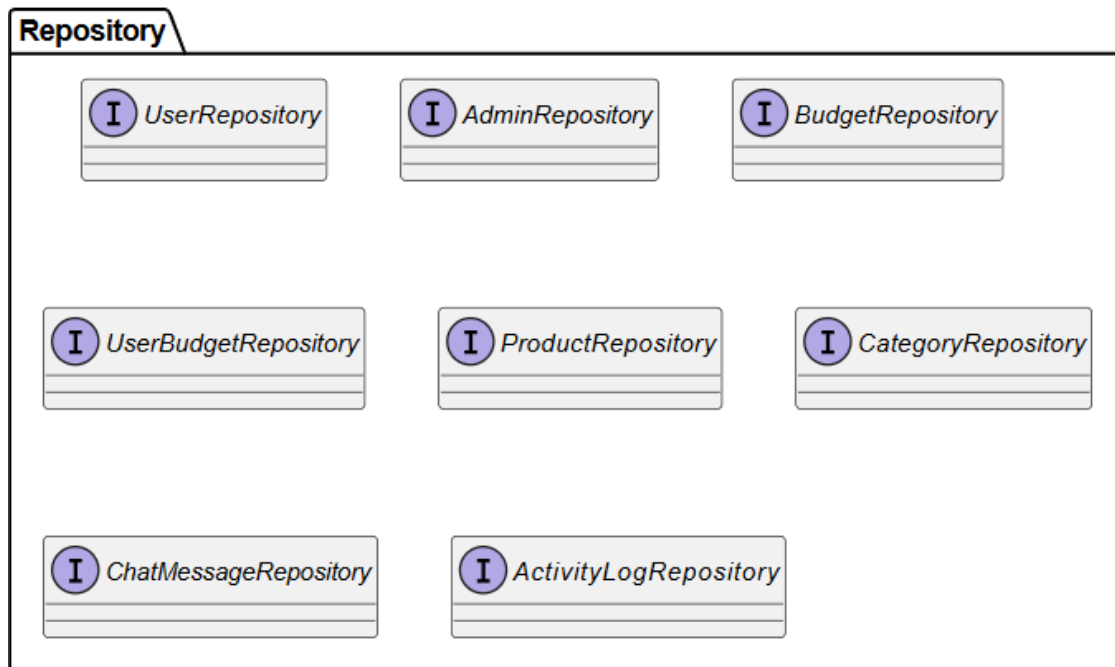 Repository
I UserRepository
I AdminRepository
I BudgetRepository
I UserBudgetRepository
I ProductRepository
I CategoryRepository
I ChatMessageRepository
I ActivityLogRepository